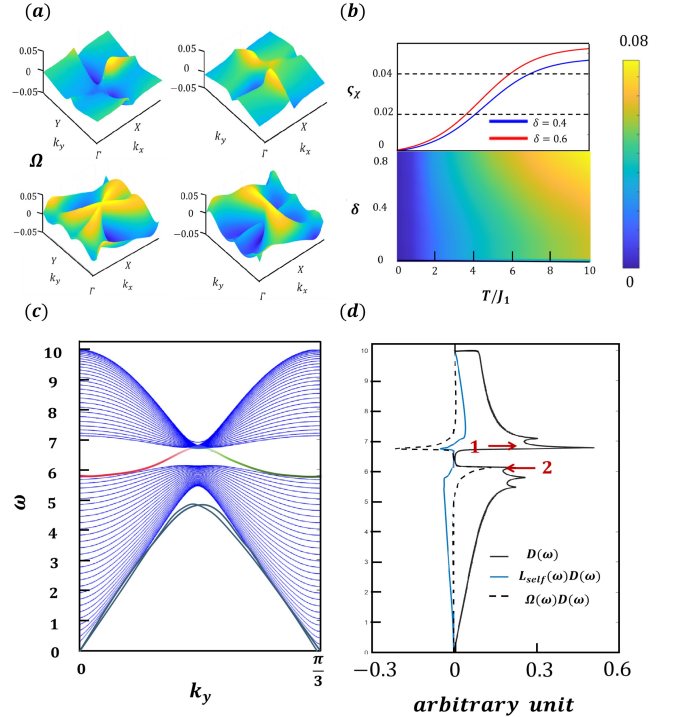 (a)
0.05
0
−0.05
Y
k_y
Γ
X
k_x
0.05
0
−0.05
Y
k_y
Γ
X
k_x
Ω
0.05
0
−0.05
Y
k_y
Γ
X
k_x
0.05
0
−0.05
Y
k_y
Γ
X
k_x
(b)
ς_χ
0.04
0.02
0
δ = 0.4
δ = 0.6
0.8
δ
0.4
0
0
2
4
6
8
10
T/J_1
0.08
0
(c)
ω
10
9
8
7
6
5
4
3
2
1
0
0
π/3
k_y
(d)
10
9
8
7
6
5
4
3
2
1
0
1
2
D(ω)
L_self(ω)D(ω)
Ω(ω)D(ω)
−0.3
0
0.3
0.6
arbitrary unit